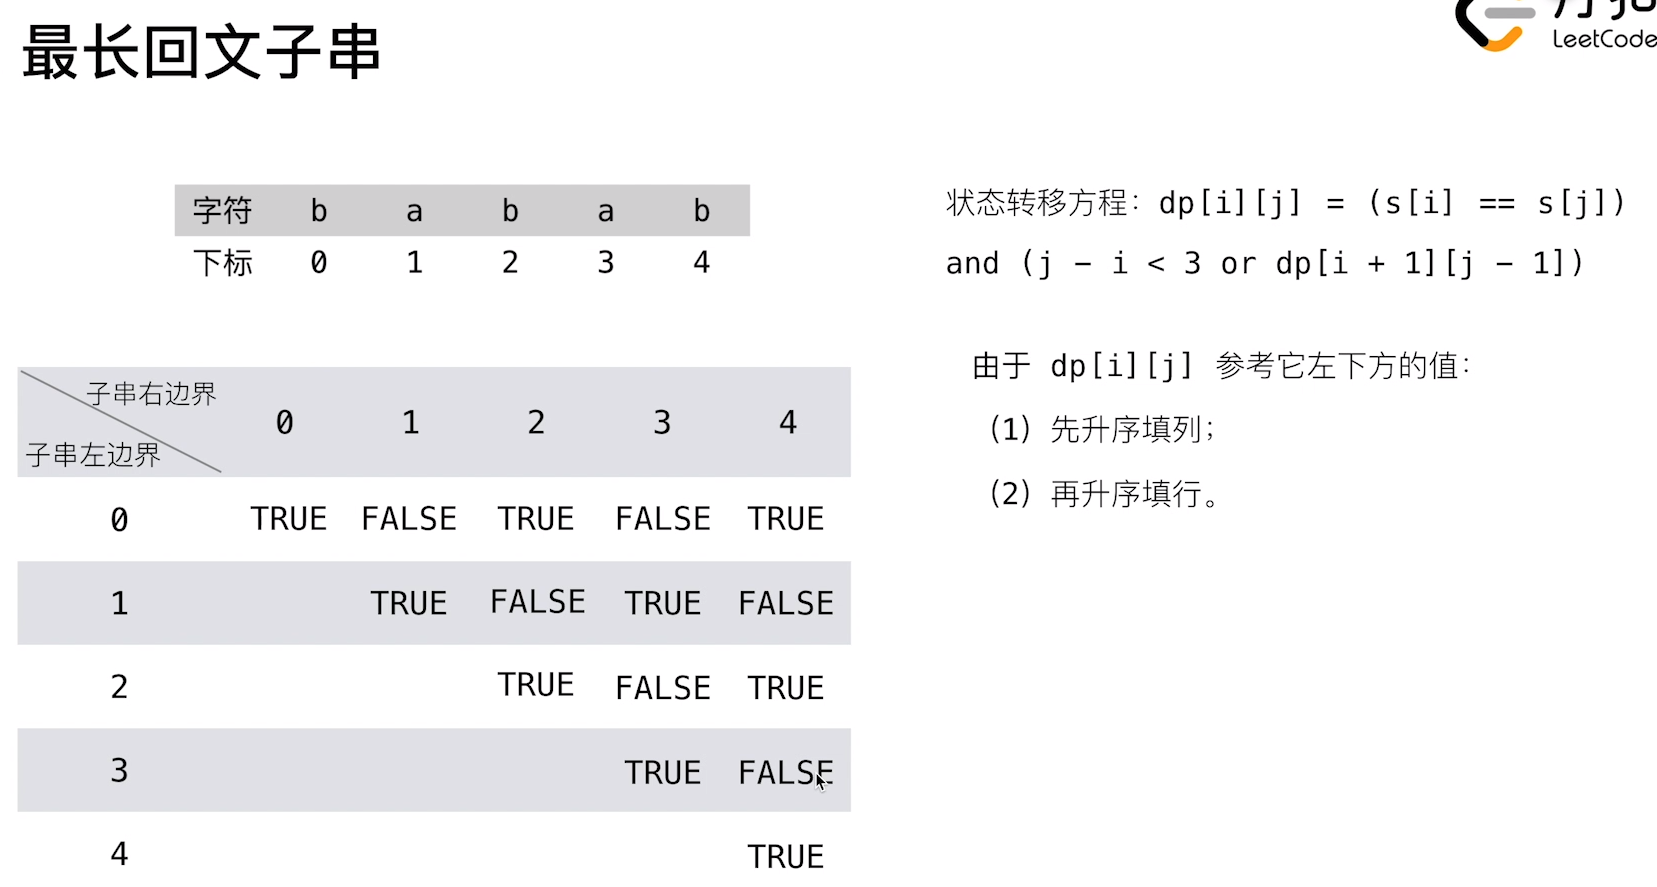 最长回文子串
LeetCode
字符 b a b a b
下标 0 1 2 3 4
状态转移方程：dp[i][j] = (s[i] == s[j])
and (j - i < 3 or dp[i + 1][j - 1])
由于 dp[i][j] 参考它左下方的值：
（1）先升序填列；
（2）再升序填行。
子串右边界
子串左边界
0 1 2 3 4
0 TRUE FALSE TRUE FALSE TRUE
1 TRUE FALSE TRUE FALSE
2 TRUE FALSE TRUE
3 TRUE FALSE
4 TRUE